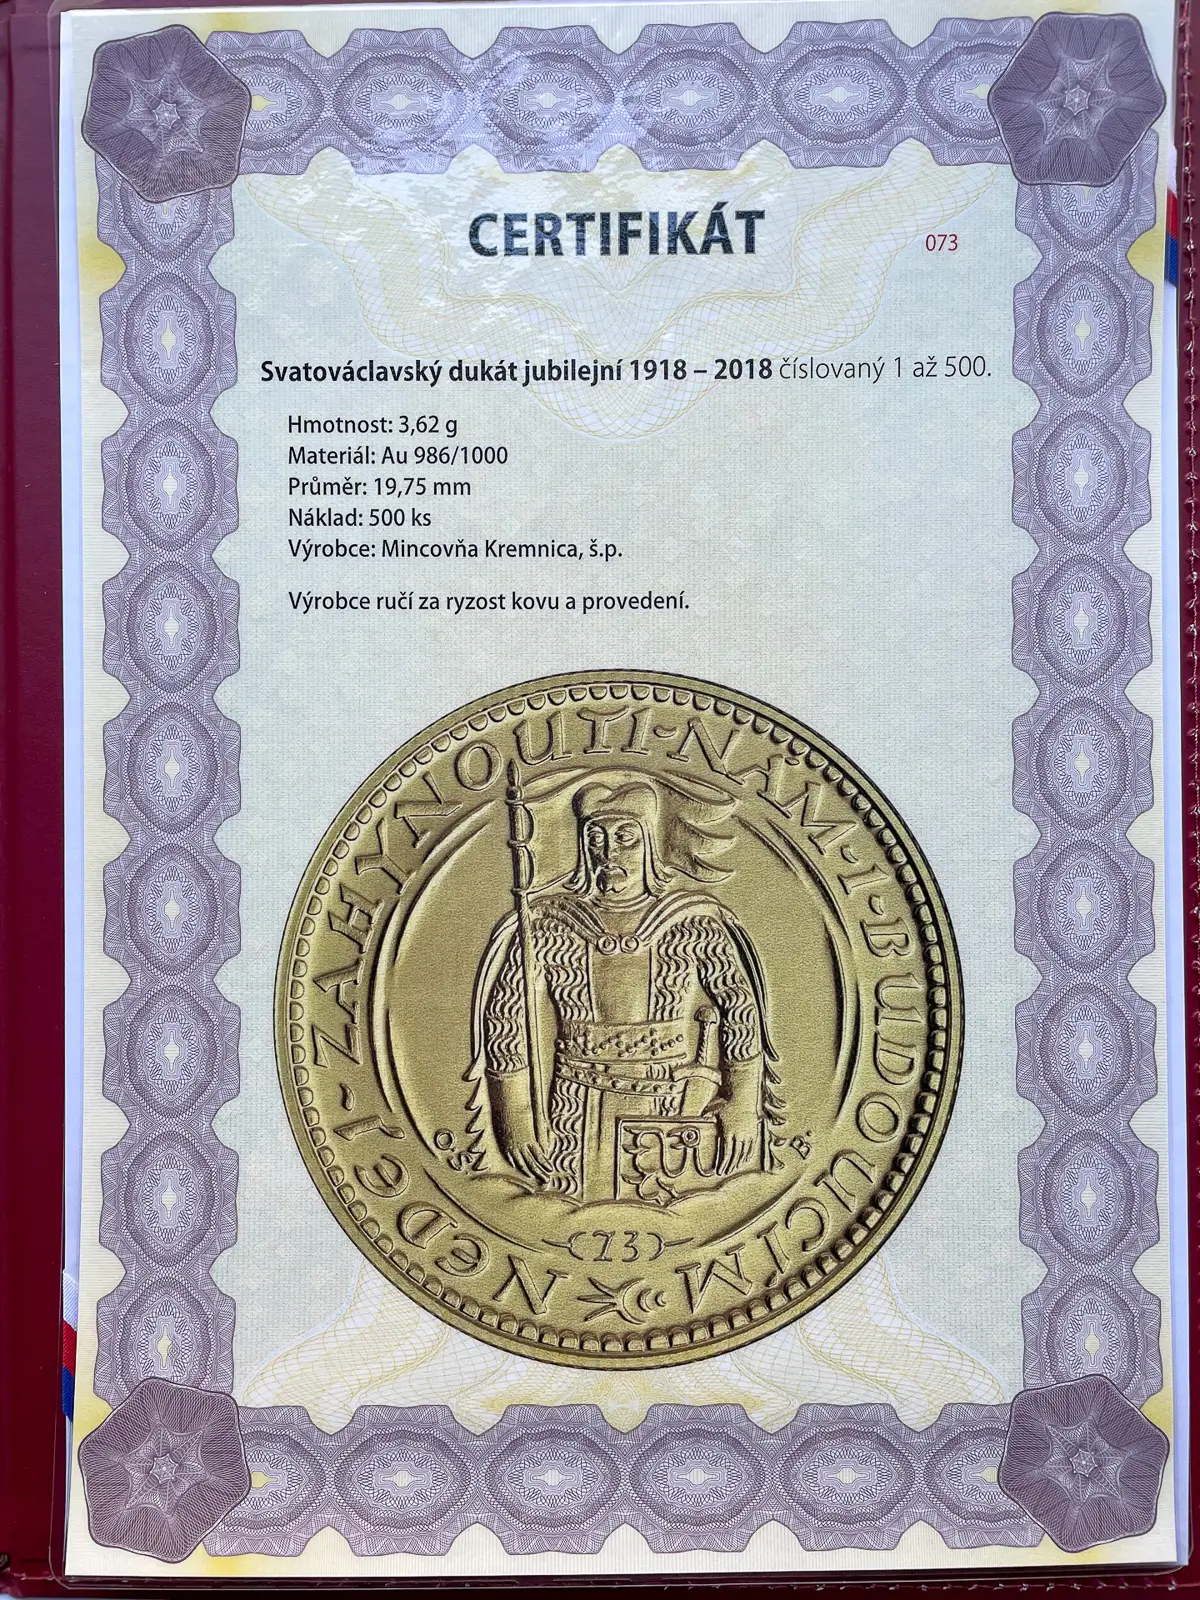 CERTIFIKÁT
073
Svatováclavský dukát jubilejní 1918 – 2018 číslovaný 1 až 500.
Hmotnost: 3,62 g
Materiál: Au 986/1000
Průměr: 19,75 mm
Náklad: 500 ks
Výrobce: Mincovňa Kremnica, š.p.
Výrobce ručí za ryzost kovu a provedení.
NEDEJ-ZAHYNOUTI-NÁM-I-BUDOUCÍM
O.Š.
B.
73